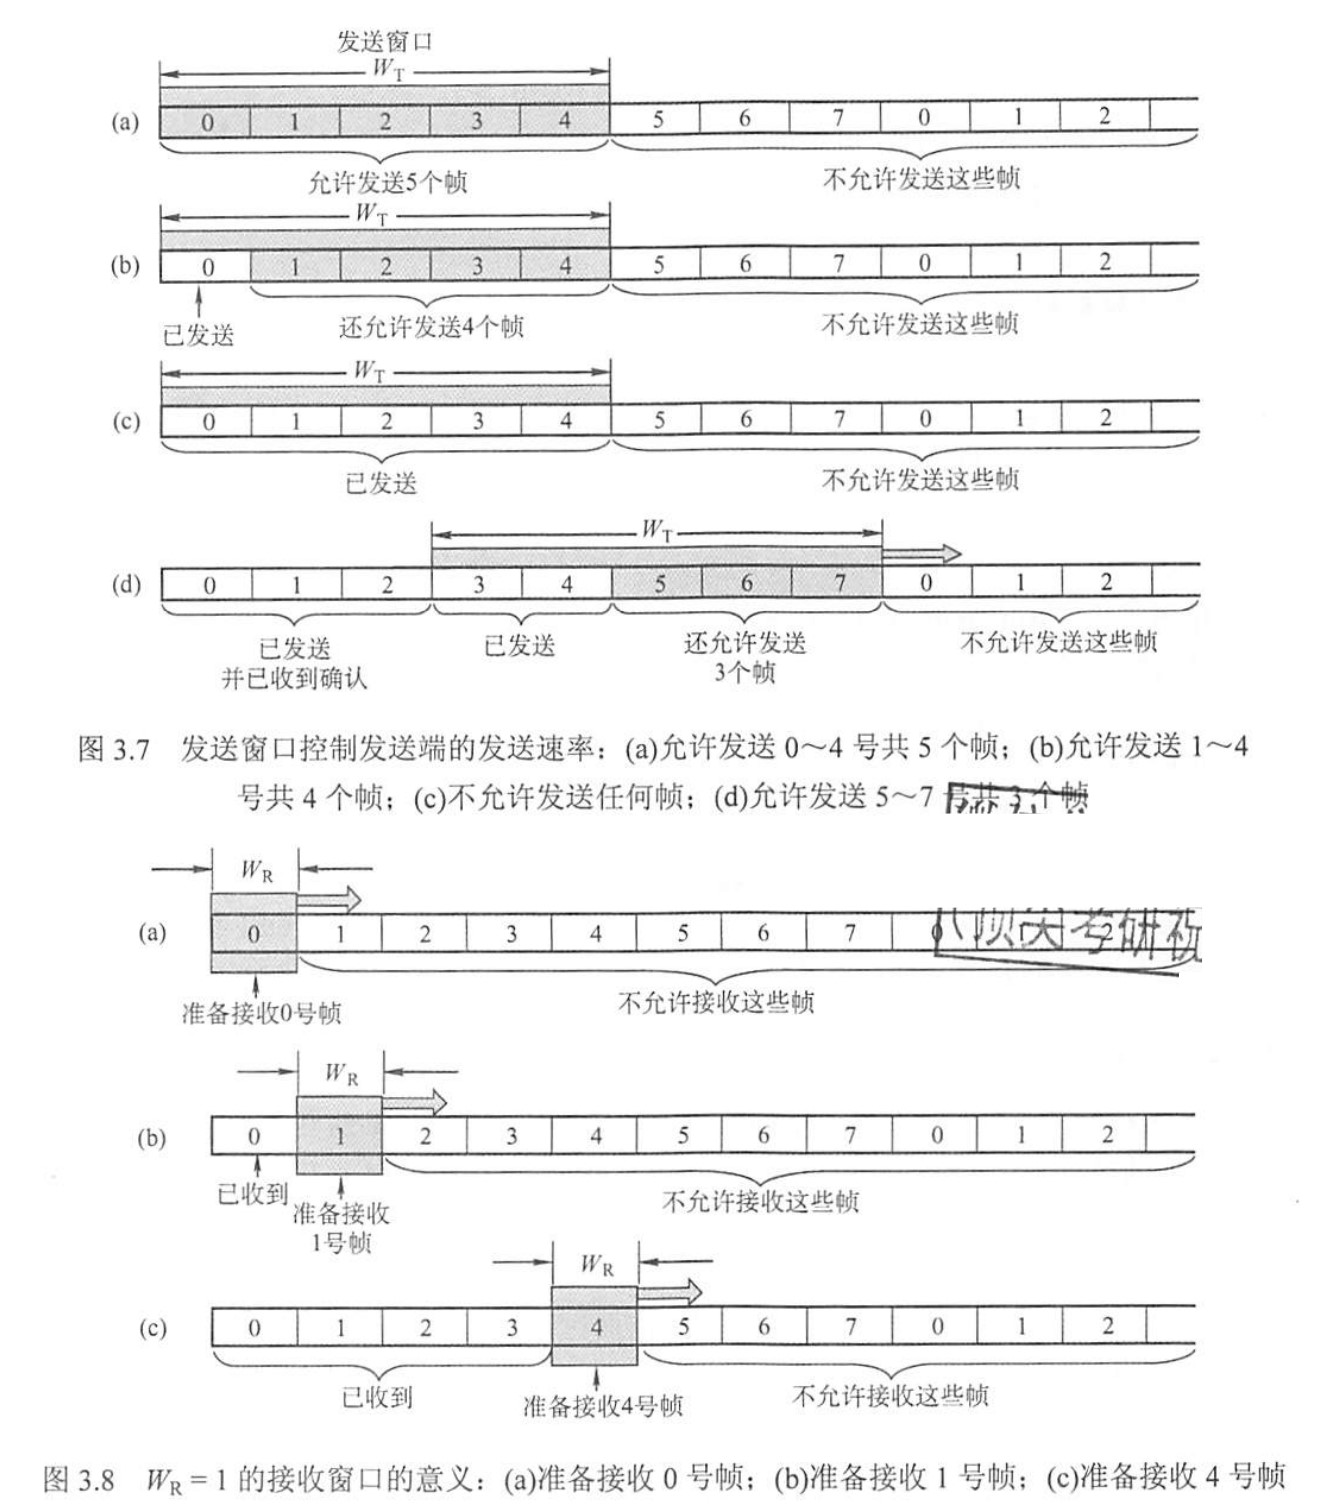 发送窗口
W_T
(a) 0 1 2 3 4 5 6 7 0 1 2
允许发送5个帧 不允许发送这些帧
W_T
(b) 0 1 2 3 4 5 6 7 0 1 2
已发送 还允许发送4个帧 不允许发送这些帧
W_T
(c) 0 1 2 3 4 5 6 7 0 1 2
已发送 不允许发送这些帧
W_T
(d) 0 1 2 3 4 5 6 7 0 1 2
已发送 已发送 还允许发送 不允许发送这些帧
并已收到确认 3个帧
图 3.7 发送窗口控制发送端的发送速率：(a)允许发送 0～4 号共 5 个帧；(b)允许发送 1～4
号共 4 个帧；(c)不允许发送任何帧；(d)允许发送 5～7 号共 3 个帧
W_R
(a) 0 1 2 3 4 5 6 7 2
准备接收0号帧 不允许接收这些帧
W_R
(b) 0 1 2 3 4 5 6 7 0 1 2
已收到 准备接收 不允许接收这些帧
1号帧
W_R
(c) 0 1 2 3 4 5 6 7 0 1 2
已收到 准备接收4号帧 不允许接收这些帧
图 3.8 W_R = 1 的接收窗口的意义：(a)准备接收 0 号帧；(b)准备接收 1 号帧；(c)准备接收 4 号帧